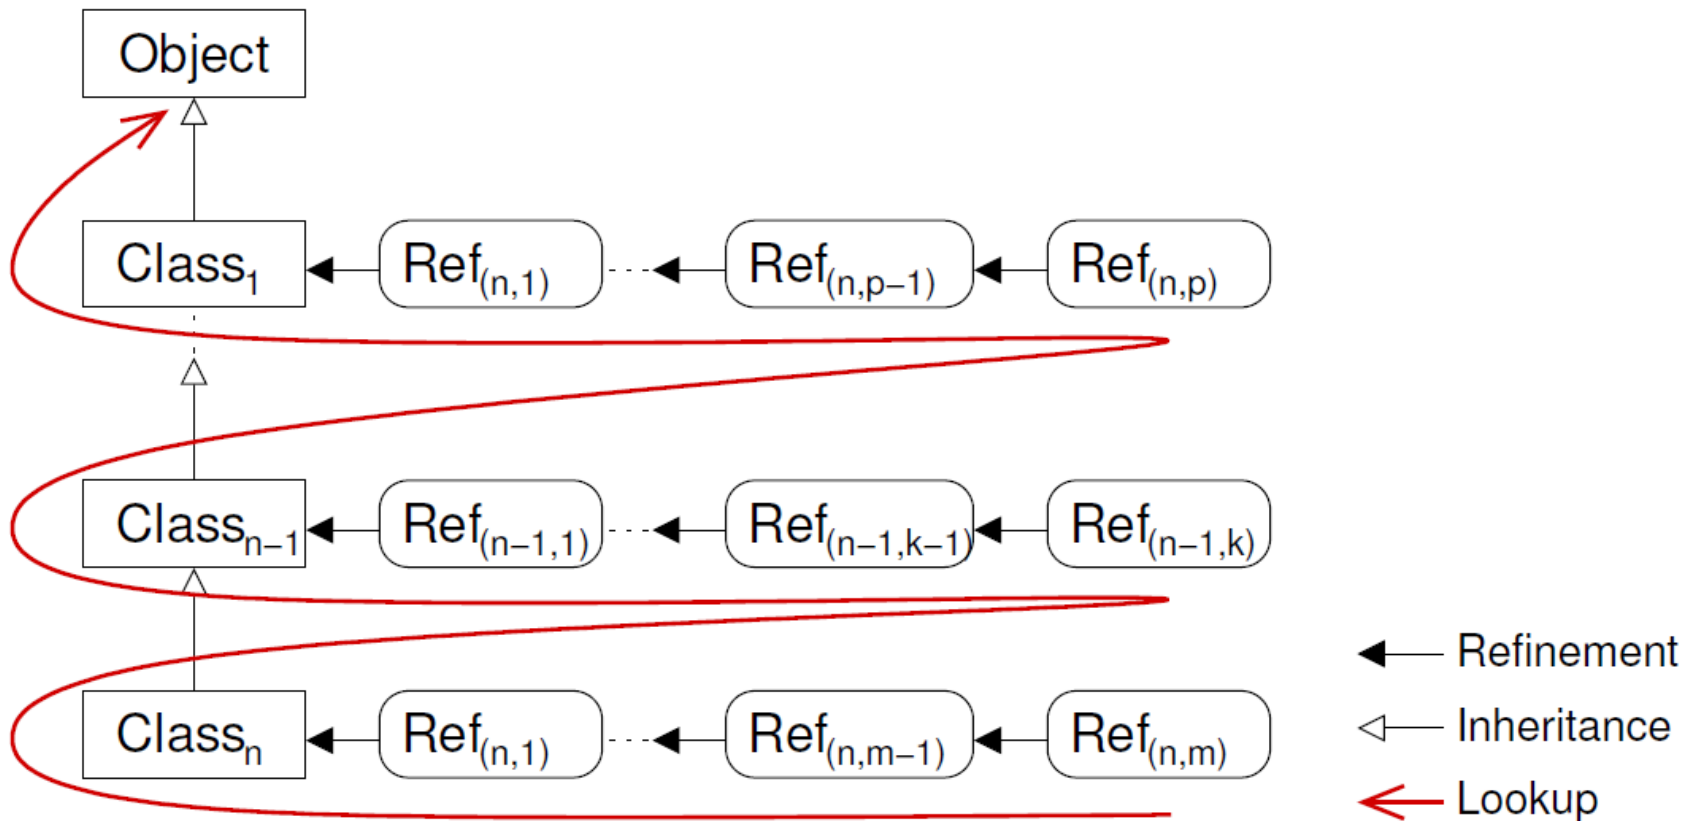 Object
Class1 Ref(n,1) Ref(n,p−1) Ref(n,p)
Classn−1 Ref(n−1,1) Ref(n−1,k−1) Ref(n−1,k)
Classn Ref(n,1) Ref(n,m−1) Ref(n,m)
Refinement
Inheritance
Lookup